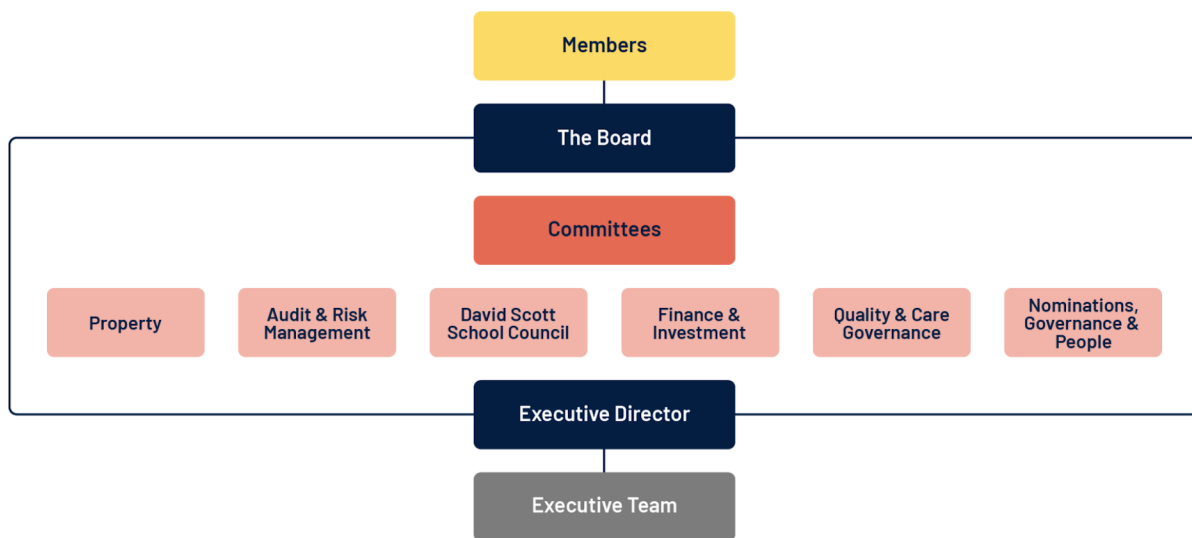 Members
The Board
Committees
Property
Audit & Risk
Management
David Scott
School Council
Finance &
Investment
Quality & Care
Governance
Nominations,
Governance &
People
Executive Director
Executive Team